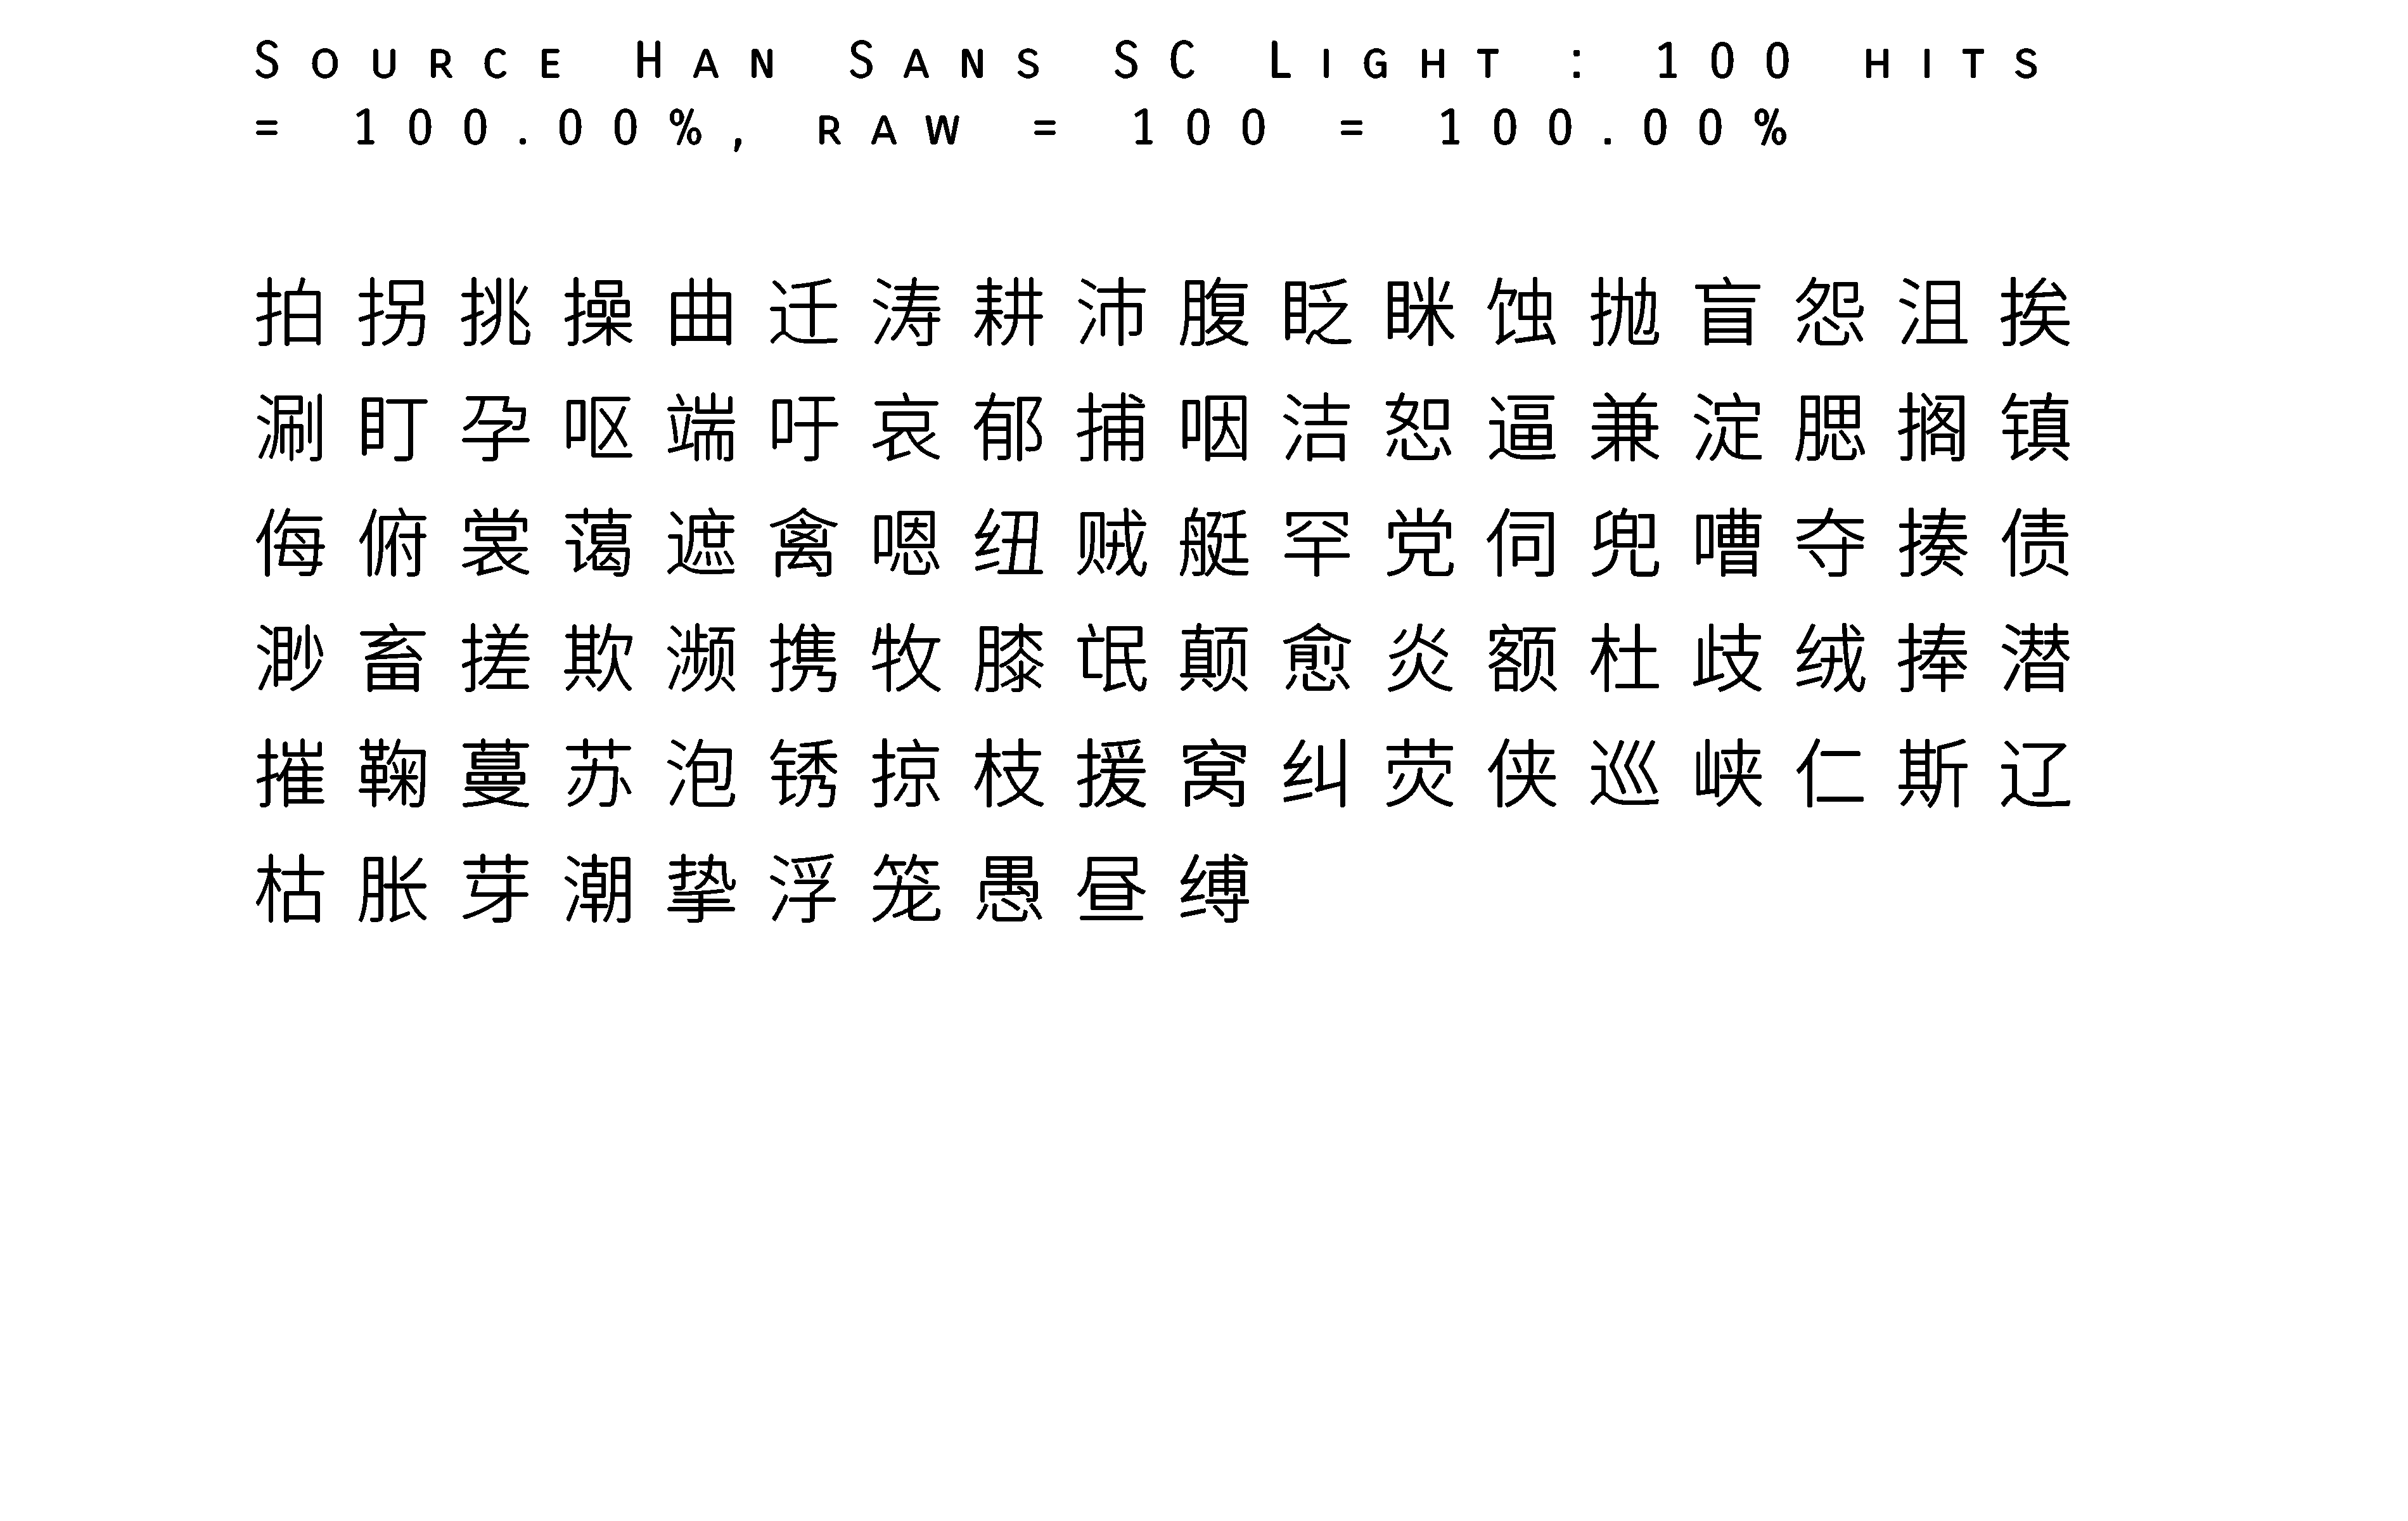 Source Han Sans SC Light : 100 hits
= 100.00%, raw = 100 = 100.00%
拍拐挑操曲迁涛耕沛腹眨眯蚀抛盲怨沮挨
涮盯孕呕端吁哀郁捕咽洁恕逼兼淀腮搁镇
侮俯裳蔼遮禽嗯纽贼艇罕党伺兜嘈夺揍债
渺畜搓欺濒携牧膝氓颠愈炎额杜歧绒捧潜
摧鞠蔓苏泡锈掠枝援窝纠荧侠巡峡仁斯辽
枯胀芽潮挚浮笼愚昼缚